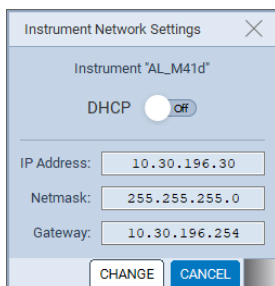 Instrument Network Settings
Instrument "AL_M41d"
DHCP Off
IP Address: 10.30.196.30
Netmask: 255.255.255.0
Gateway: 10.30.196.254
CHANGE CANCEL